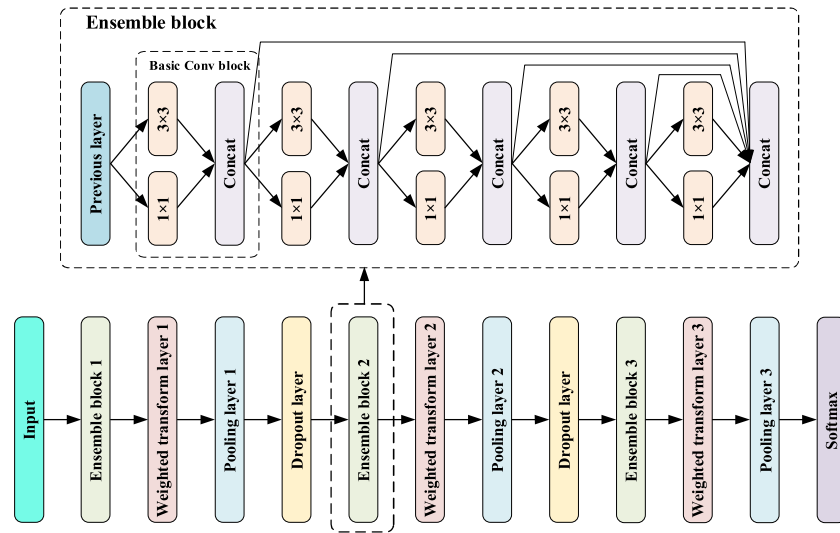 Ensemble block
Basic Conv block
Previous layer
3×3
1×1
Concat
3×3
1×1
Concat
3×3
1×1
Concat
3×3
1×1
Concat
3×3
1×1
Concat
Input
Ensemble block 1
Weighted transform layer 1
Pooling layer 1
Dropout layer
Ensemble block 2
Weighted transform layer 2
Pooling layer 2
Dropout layer
Ensemble block 3
Weighted transform layer 3
Pooling layer 3
Softmax